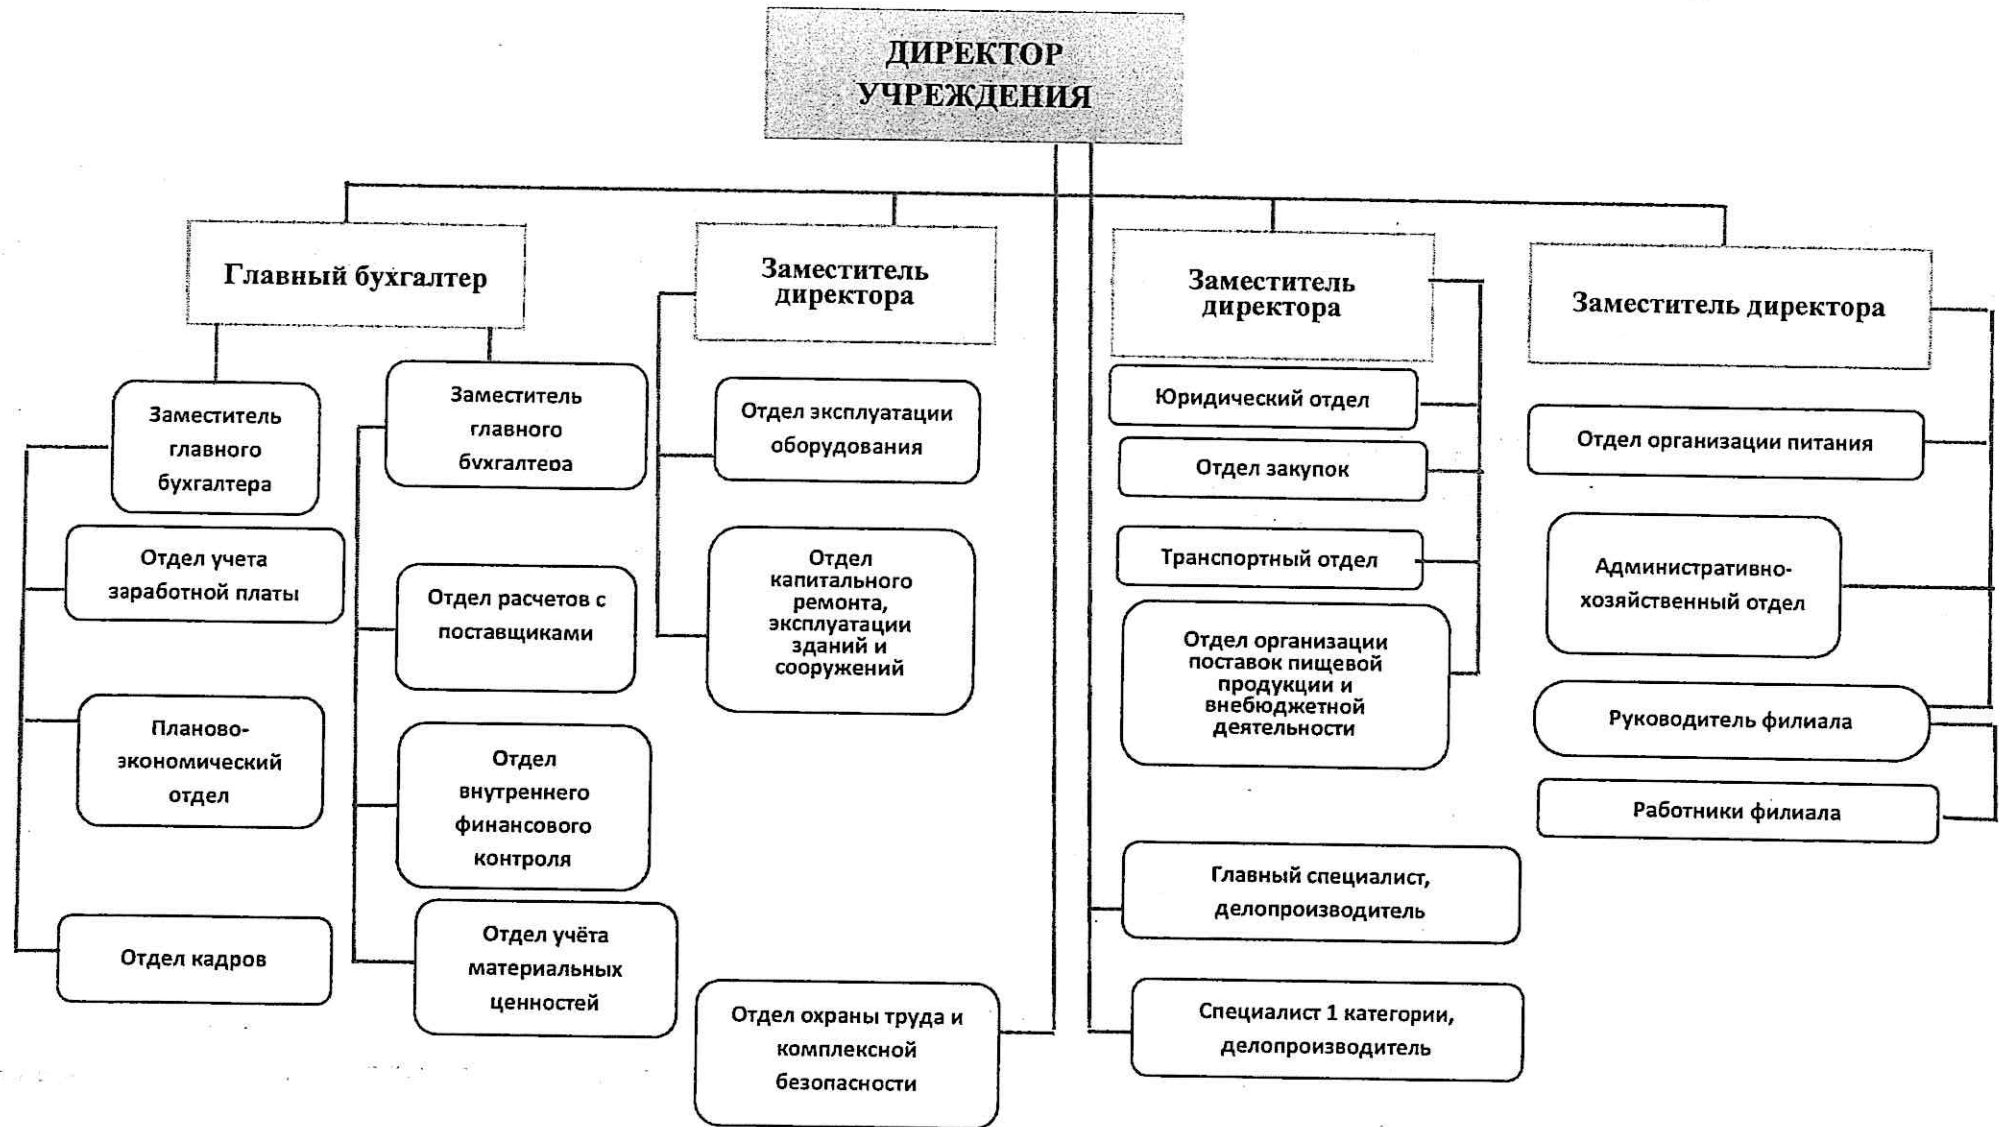 ДИРЕКТОР
УЧРЕЖДЕНИЯ
Главный бухгалтер
Заместитель
директора
Заместитель
директора
Заместитель директора
Заместитель
главного
бухгалтера
Заместитель
главного
бухгалтера
Отдел учета
заработной платы
Планово-
экономический
отдел
Отдел кадров
Отдел расчетов с
поставщиками
Отдел
внутреннего
финансового
контроля
Отдел учёта
материальных
ценностей
Отдел эксплуатации
оборудования
Отдел
капитального
ремонта,
эксплуатации
зданий и
сооружений
Отдел охраны труда и
комплексной
безопасности
Юридический отдел
Отдел закупок
Транспортный отдел
Отдел организации
поставок пищевой
продукции и
внебюджетной
деятельности
Главный специалист,
делопроизводитель
Специалист 1 категории,
делопроизводитель
Отдел организации питания
Административно-
хозяйственный отдел
Руководитель филиала
Работники филиала